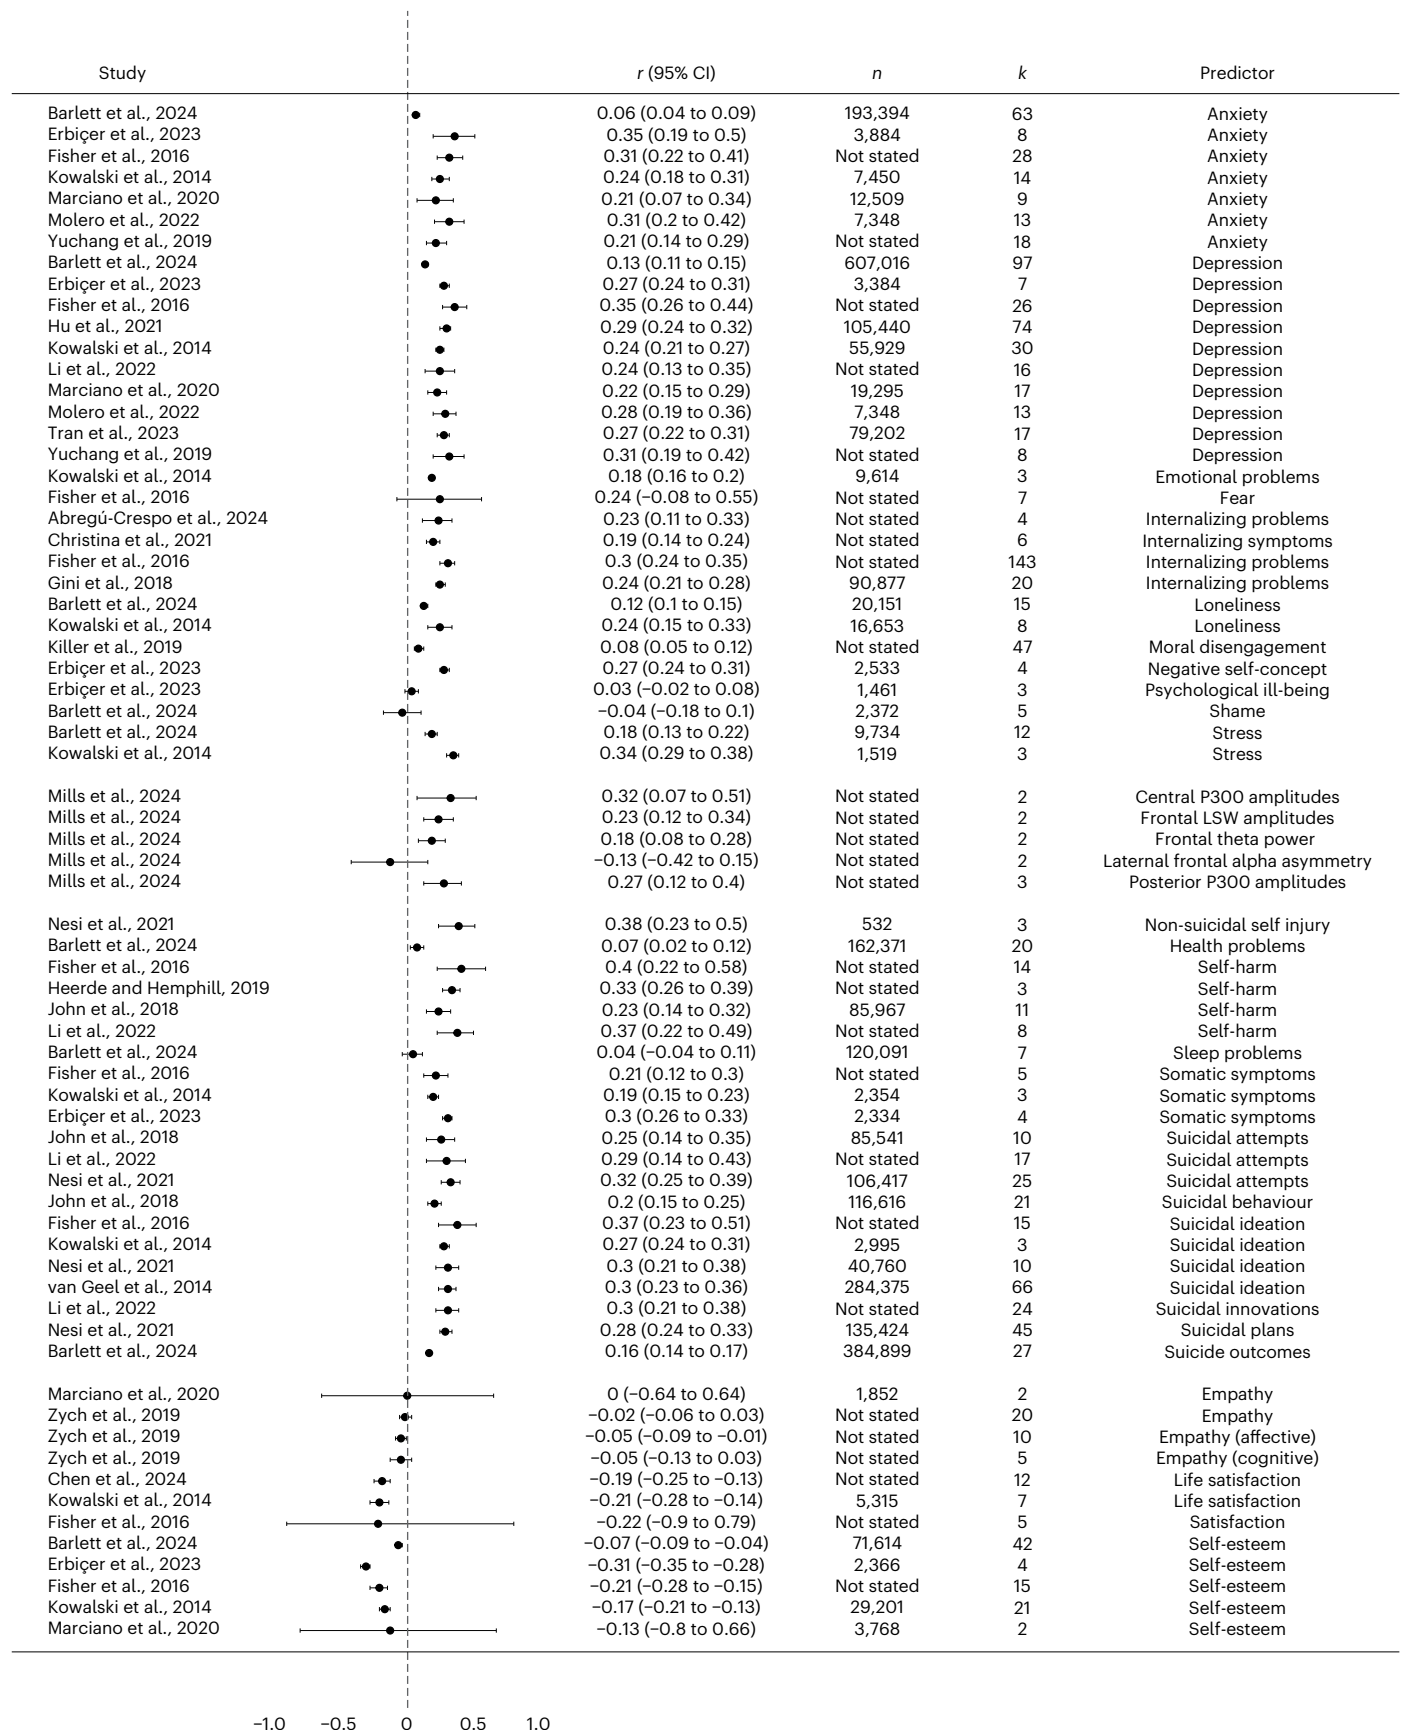 Study r (95% CI) n k Predictor
Barlett et al., 2024 0.06 (0.04 to 0.09) 193,394 63 Anxiety
Erbiçer et al., 2023 0.35 (0.19 to 0.5) 3,884 8 Anxiety
Fisher et al., 2016 0.31 (0.22 to 0.41) Not stated 28 Anxiety
Kowalski et al., 2014 0.24 (0.18 to 0.31) 7,450 14 Anxiety
Marciano et al., 2020 0.21 (0.07 to 0.34) 12,509 9 Anxiety
Molero et al., 2022 0.31 (0.2 to 0.42) 7,348 13 Anxiety
Yuchang et al., 2019 0.21 (0.14 to 0.29) Not stated 18 Anxiety
Barlett et al., 2024 0.13 (0.11 to 0.15) 607,016 97 Depression
Erbiçer et al., 2023 0.27 (0.24 to 0.31) 3,384 7 Depression
Fisher et al., 2016 0.35 (0.26 to 0.44) Not stated 26 Depression
Hu et al., 2021 0.29 (0.24 to 0.32) 105,440 74 Depression
Kowalski et al., 2014 0.24 (0.21 to 0.27) 55,929 30 Depression
Li et al., 2022 0.24 (0.13 to 0.35) Not stated 16 Depression
Marciano et al., 2020 0.22 (0.15 to 0.29) 19,295 17 Depression
Molero et al., 2022 0.28 (0.19 to 0.36) 7,348 13 Depression
Tran et al., 2023 0.27 (0.22 to 0.31) 79,202 17 Depression
Yuchang et al., 2019 0.31 (0.19 to 0.42) Not stated 8 Depression
Kowalski et al., 2014 0.18 (0.16 to 0.2) 9,614 3 Emotional problems
Fisher et al., 2016 0.24 (−0.08 to 0.55) Not stated 7 Fear
Abregú-Crespo et al., 2024 0.23 (0.11 to 0.33) Not stated 4 Internalizing problems
Christina et al., 2021 0.19 (0.14 to 0.24) Not stated 6 Internalizing symptoms
Fisher et al., 2016 0.3 (0.24 to 0.35) Not stated 143 Internalizing problems
Gini et al., 2018 0.24 (0.21 to 0.28) 90,877 20 Internalizing problems
Barlett et al., 2024 0.12 (0.1 to 0.15) 20,151 15 Loneliness
Kowalski et al., 2014 0.24 (0.15 to 0.33) 16,653 8 Loneliness
Killer et al., 2019 0.08 (0.05 to 0.12) Not stated 47 Moral disengagement
Erbiçer et al., 2023 0.27 (0.24 to 0.31) 2,533 4 Negative self-concept
Erbiçer et al., 2023 0.03 (−0.02 to 0.08) 1,461 3 Psychological ill-being
Barlett et al., 2024 −0.04 (−0.18 to 0.1) 2,372 5 Shame
Barlett et al., 2024 0.18 (0.13 to 0.22) 9,734 12 Stress
Kowalski et al., 2014 0.34 (0.29 to 0.38) 1,519 3 Stress
Mills et al., 2024 0.32 (0.07 to 0.51) Not stated 2 Central P300 amplitudes
Mills et al., 2024 0.23 (0.12 to 0.34) Not stated 2 Frontal LSW amplitudes
Mills et al., 2024 0.18 (0.08 to 0.28) Not stated 2 Frontal theta power
Mills et al., 2024 −0.13 (−0.42 to 0.15) Not stated 2 Laternal frontal alpha asymmetry
Mills et al., 2024 0.27 (0.12 to 0.4) Not stated 3 Posterior P300 amplitudes
Nesi et al., 2021 0.38 (0.23 to 0.5) 532 3 Non-suicidal self injury
Barlett et al., 2024 0.07 (0.02 to 0.12) 162,371 20 Health problems
Fisher et al., 2016 0.4 (0.22 to 0.58) Not stated 14 Self-harm
Heerde and Hemphill, 2019 0.33 (0.26 to 0.39) Not stated 3 Self-harm
John et al., 2018 0.23 (0.14 to 0.32) 85,967 11 Self-harm
Li et al., 2022 0.37 (0.22 to 0.49) Not stated 8 Self-harm
Barlett et al., 2024 0.04 (−0.04 to 0.11) 120,091 7 Sleep problems
Fisher et al., 2016 0.21 (0.12 to 0.3) Not stated 5 Somatic symptoms
Kowalski et al., 2014 0.19 (0.15 to 0.23) 2,354 3 Somatic symptoms
Erbiçer et al., 2023 0.3 (0.26 to 0.33) 2,334 4 Somatic symptoms
John et al., 2018 0.25 (0.14 to 0.35) 85,541 10 Suicidal attempts
Li et al., 2022 0.29 (0.14 to 0.43) Not stated 17 Suicidal attempts
Nesi et al., 2021 0.32 (0.25 to 0.39) 106,417 25 Suicidal attempts
John et al., 2018 0.2 (0.15 to 0.25) 116,616 21 Suicidal behaviour
Fisher et al., 2016 0.37 (0.23 to 0.51) Not stated 15 Suicidal ideation
Kowalski et al., 2014 0.27 (0.24 to 0.31) 2,995 3 Suicidal ideation
Nesi et al., 2021 0.3 (0.21 to 0.38) 40,760 10 Suicidal ideation
van Geel et al., 2014 0.3 (0.23 to 0.36) 284,375 66 Suicidal ideation
Li et al., 2022 0.3 (0.21 to 0.38) Not stated 24 Suicidal innovations
Nesi et al., 2021 0.28 (0.24 to 0.33) 135,424 45 Suicidal plans
Barlett et al., 2024 0.16 (0.14 to 0.17) 384,899 27 Suicide outcomes
Marciano et al., 2020 0 (−0.64 to 0.64) 1,852 2 Empathy
Zych et al., 2019 −0.02 (−0.06 to 0.03) Not stated 20 Empathy
Zych et al., 2019 −0.05 (−0.09 to −0.01) Not stated 10 Empathy (affective)
Zych et al., 2019 −0.05 (−0.13 to 0.03) Not stated 5 Empathy (cognitive)
Chen et al., 2024 −0.19 (−0.25 to −0.13) Not stated 12 Life satisfaction
Kowalski et al., 2014 −0.21 (−0.28 to −0.14) 5,315 7 Life satisfaction
Fisher et al., 2016 −0.22 (−0.9 to 0.79) Not stated 5 Satisfaction
Barlett et al., 2024 −0.07 (−0.09 to −0.04) 71,614 42 Self-esteem
Erbiçer et al., 2023 −0.31 (−0.35 to −0.28) 2,366 4 Self-esteem
Fisher et al., 2016 −0.21 (−0.28 to −0.15) Not stated 15 Self-esteem
Kowalski et al., 2014 −0.17 (−0.21 to −0.13) 29,201 21 Self-esteem
Marciano et al., 2020 −0.13 (−0.8 to 0.66) 3,768 2 Self-esteem
−1.0 −0.5 0 0.5 1.0